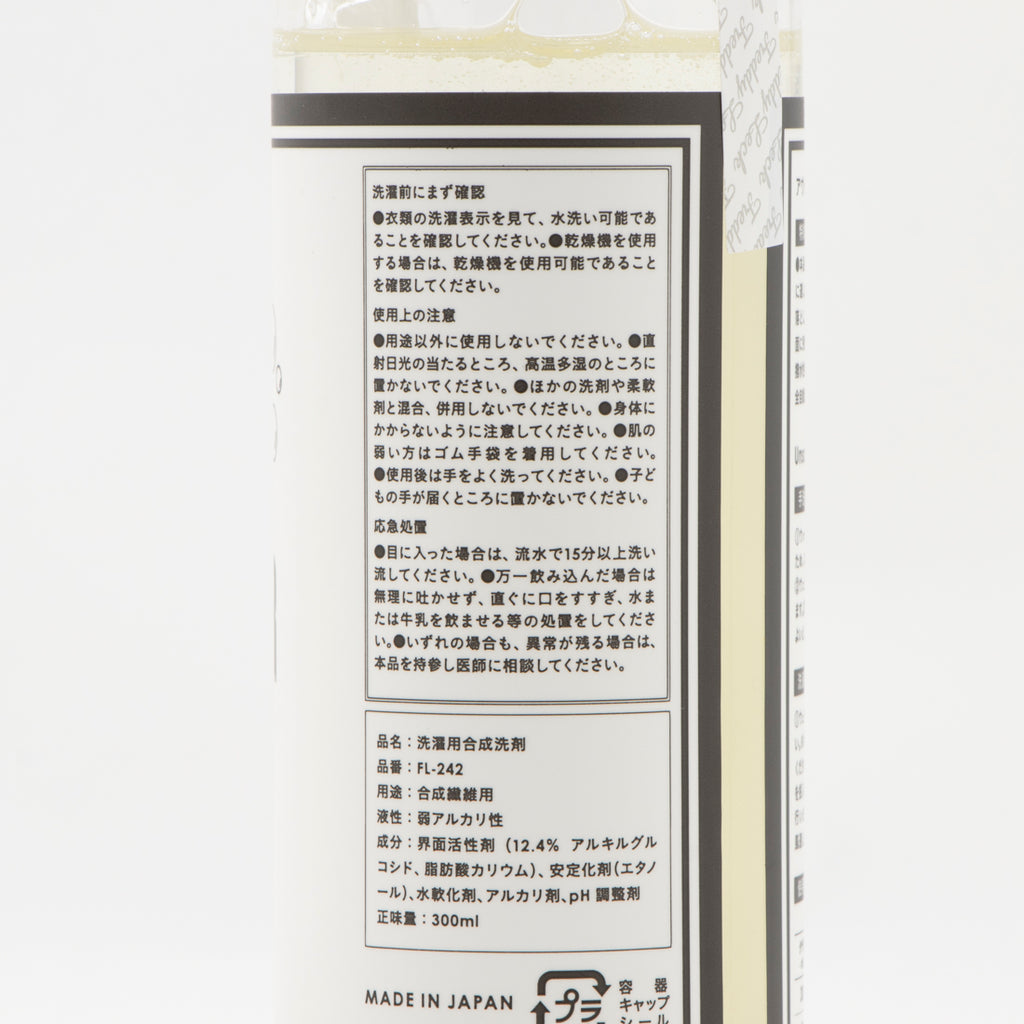 洗濯前にまず確認
●衣類の洗濯表示を見て、水洗い可能であ
ることを確認してください。●乾燥機を使用
する場合は、乾燥機を使用可能であること
を確認してください。
使用上の注意
●用途以外に使用しないでください。●直
射日光の当たるところ、高温多湿のところに
置かないでください。●ほかの洗剤や柔軟
剤と混合、併用しないでください。●身体に
かからないように注意してください。●肌の
弱い方はゴム手袋を着用してください。
●使用後は手をよく洗ってください。●子ど
もの手が届くところに置かないでください。
応急処置
●目に入った場合は、流水で15分以上洗い
流してください。●万一飲み込んだ場合は
無理に吐かせず、直ぐに口をすすぎ、水ま
たは牛乳を飲ませる等の処置をしてくださ
い。●いずれの場合も、異常が残る場合は、
本品を持参し医師に相談してください。
品名：洗濯用合成洗剤
品番：FL-242
用途：合成繊維用
液性：弱アルカリ性
成分：界面活性剤（12.4% アルキルグル
コシド、脂肪酸カリウム）、安定化剤（エタノ
ール）、水軟化剤、アルカリ剤、pH 調整剤
正味量：300ml
MADE IN JAPAN
プラ
容器
キャップ
シール
Freddy Leck